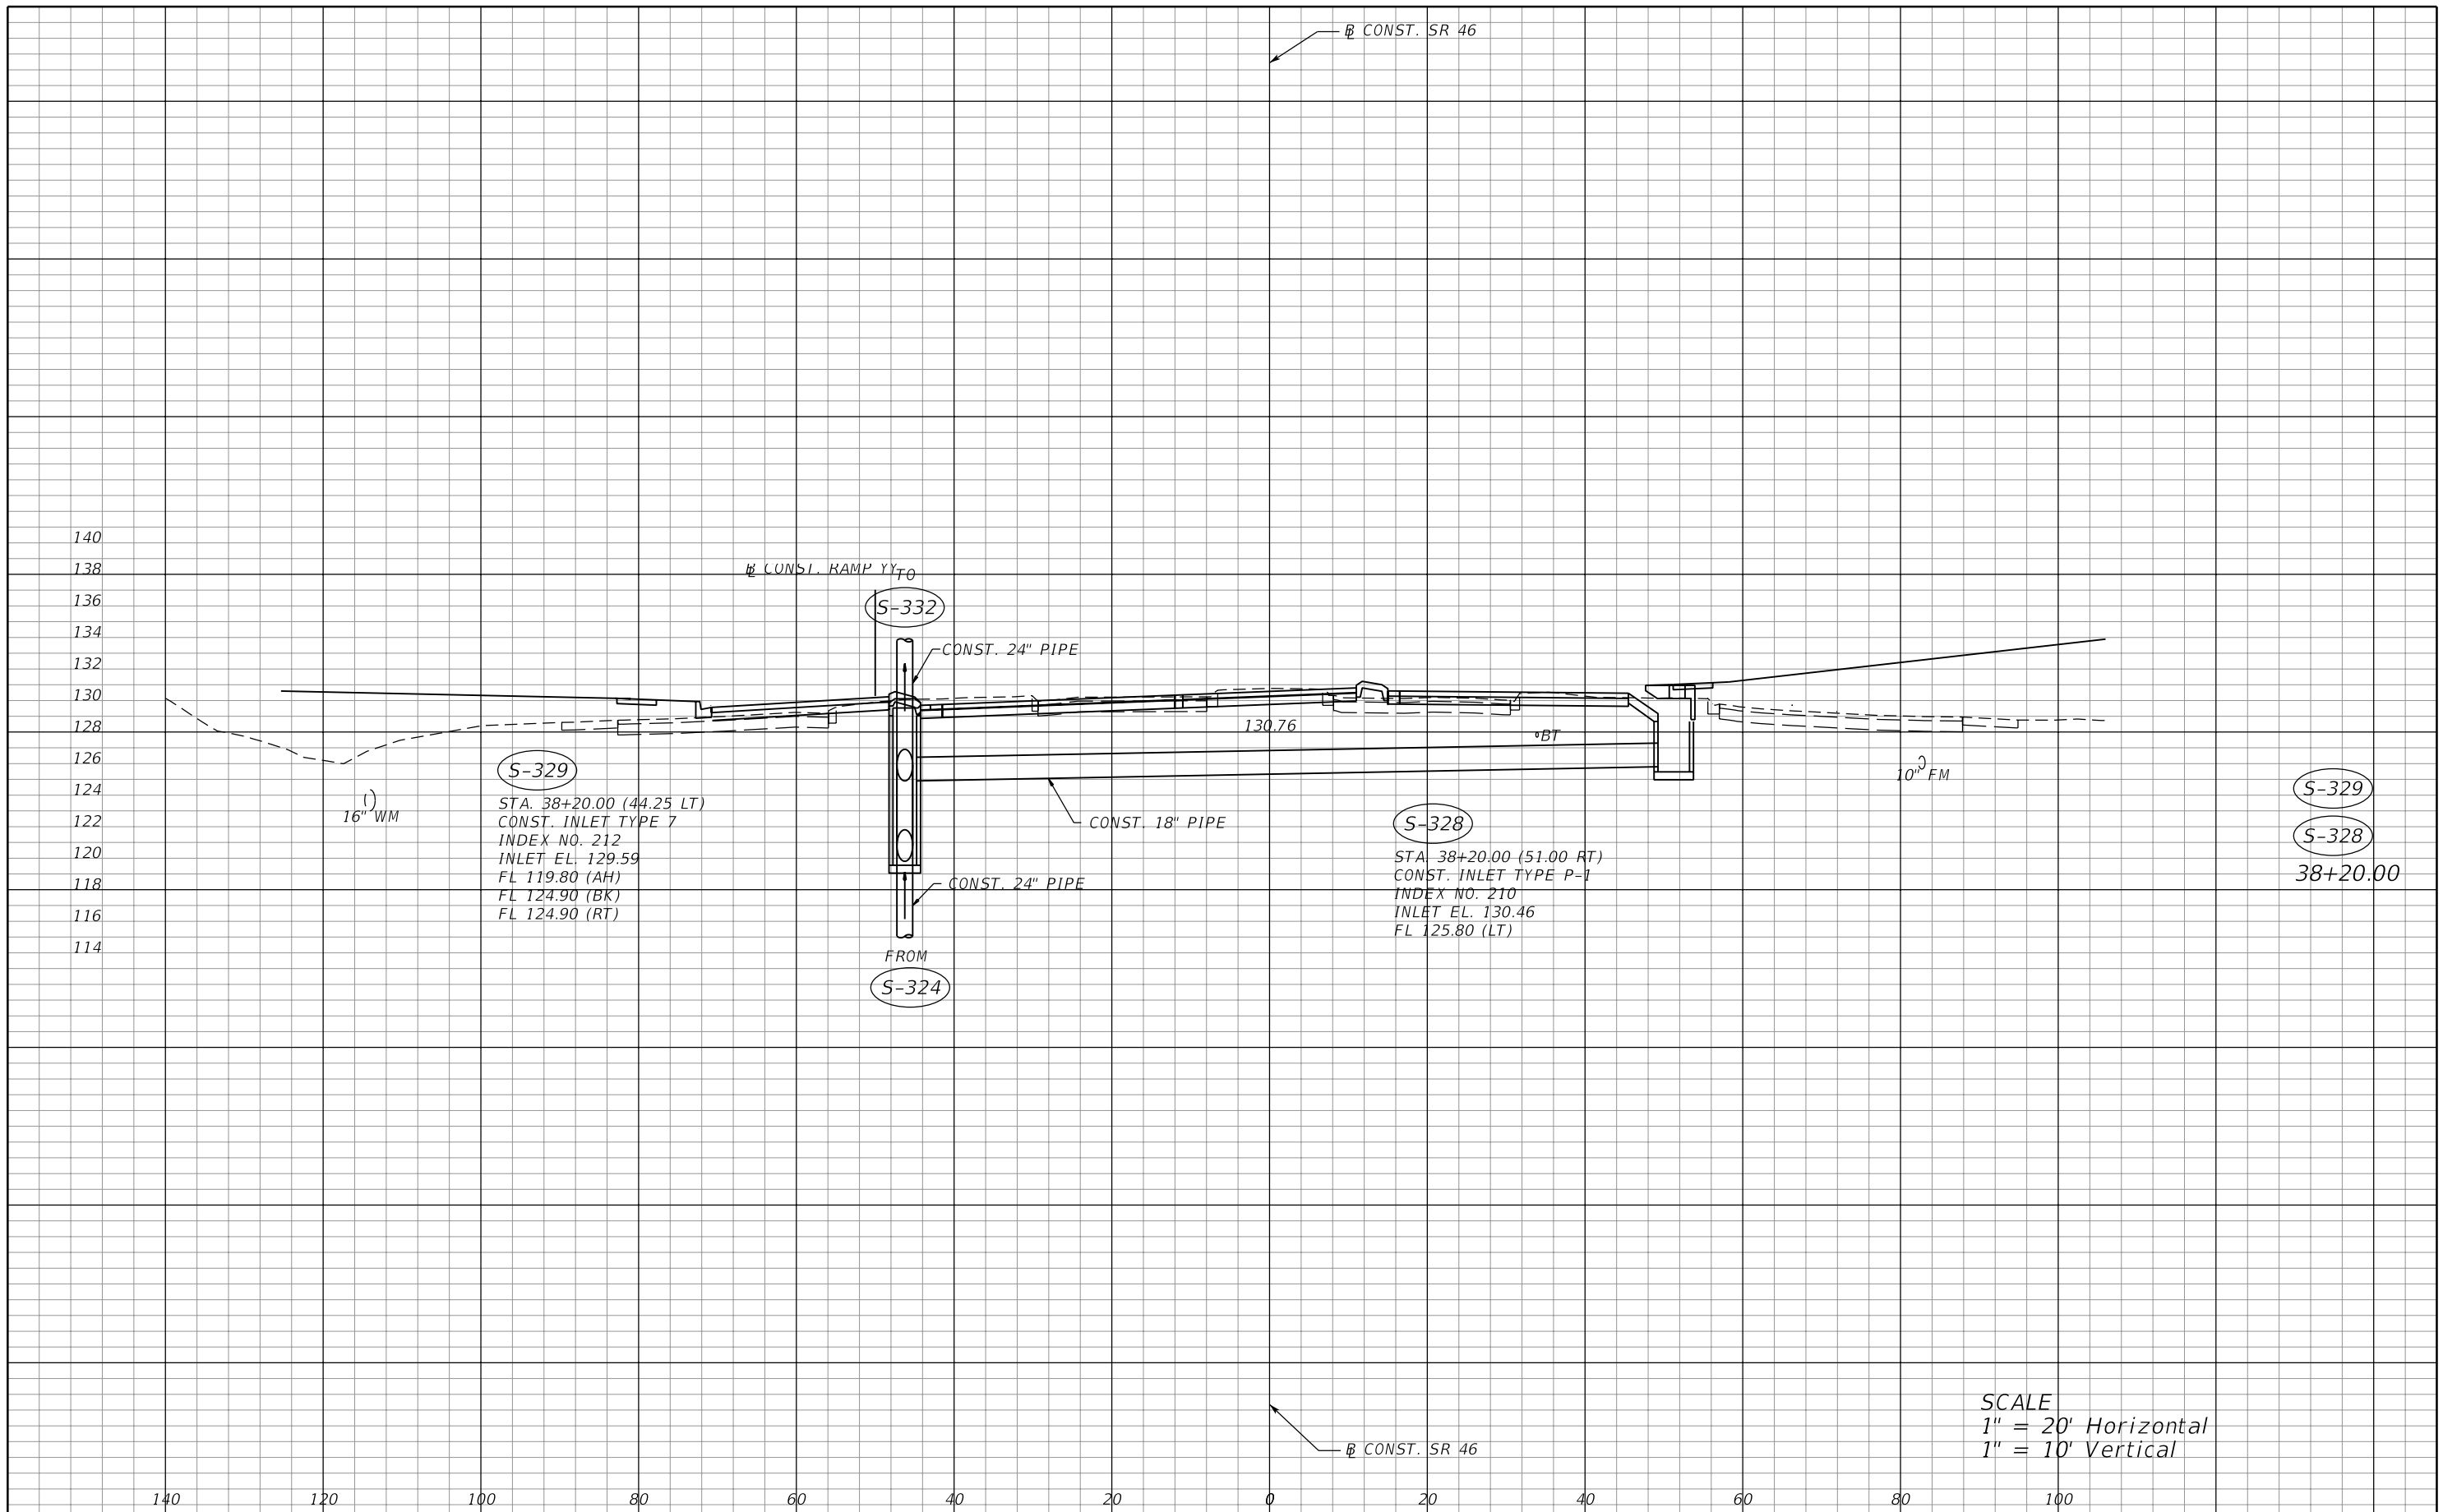 ℄ CONST. SR 46
140
138
136
134
132
130
128
126
124
122
120
118
116
114
℄ CONST. RAMP YY
TO
S-332
CONST. 24" PIPE
130.76
BT
16" WM
10" FM
S-329
STA. 38+20.00 (44.25 LT)
CONST. INLET TYPE 7
INDEX NO. 212
INLET EL. 129.59
FL 119.80 (AH)
FL 124.90 (BK)
FL 124.90 (RT)
CONST. 18" PIPE
CONST. 24" PIPE
FROM
S-324
S-328
STA. 38+20.00 (51.00 RT)
CONST. INLET TYPE P-1
INDEX NO. 210
INLET EL. 130.46
FL 125.80 (LT)
S-329
S-328
38+20.00
℄ CONST. SR 46
SCALE
1" = 20' Horizontal
1" = 10' Vertical
140 120 100 80 60 40 20 0 20 40 60 80 100